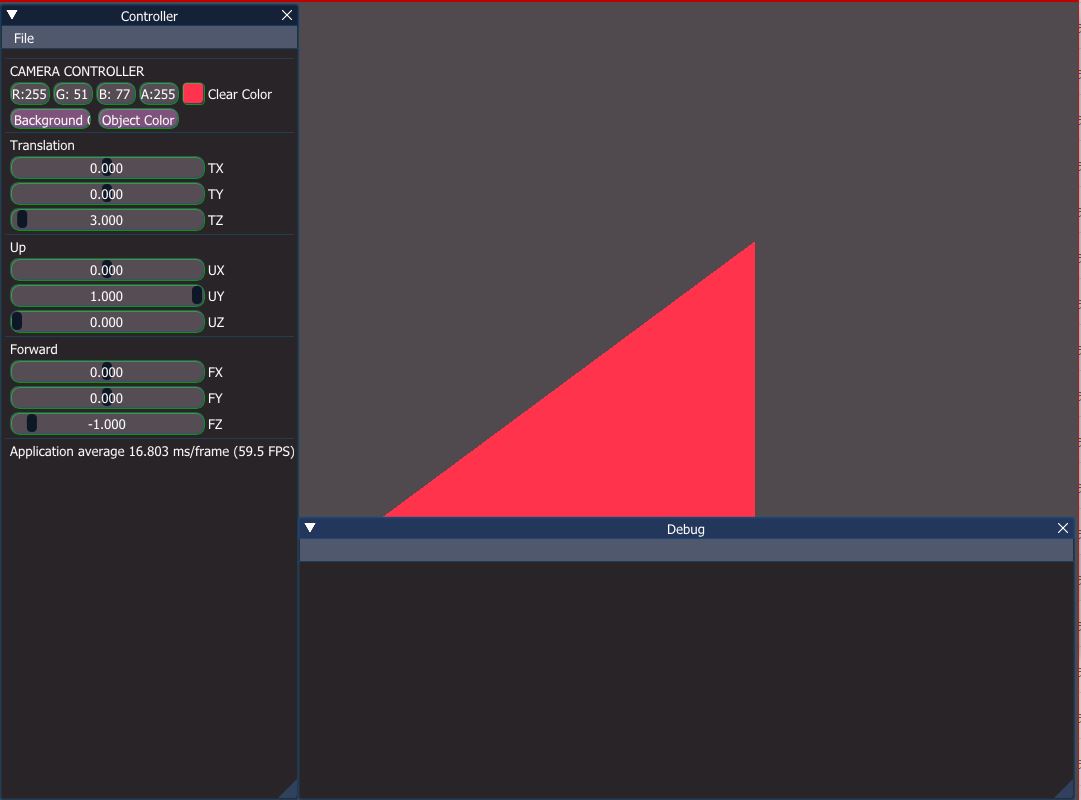 Controller
File
CAMERA CONTROLLER
R:255 G: 51 B: 77 A:255 Clear Color
Background Object Color
Translation
0.000 TX
0.000 TY
3.000 TZ
Up
0.000 UX
1.000 UY
0.000 UZ
Forward
0.000 FX
0.000 FY
-1.000 FZ
Application average 16.803 ms/frame (59.5 FPS)
Debug